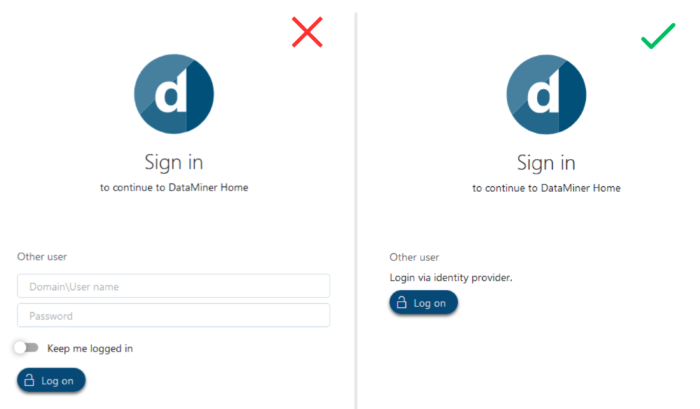 d
Sign in
to continue to DataMiner Home
Other user
Domain\User name
Password
Keep me logged in
Log on
d
Sign in
to continue to DataMiner Home
Other user
Login via identity provider.
Log on